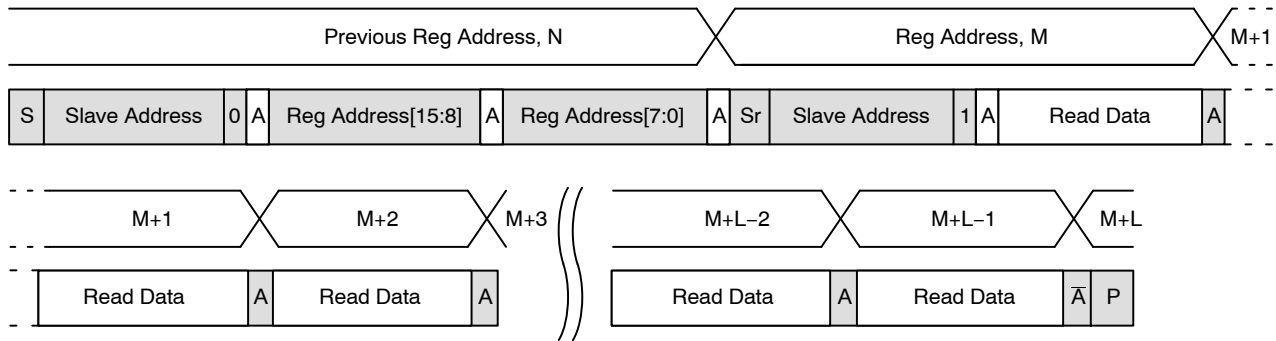 Previous Reg Address, N Reg Address, M M+1
S Slave Address 0 A Reg Address[15:8] A Reg Address[7:0] A Sr Slave Address 1 A Read Data A
M+1 M+2 M+3 M+L−2 M+L−1 M+L
Read Data A Read Data A Read Data A Read Data A̅ P